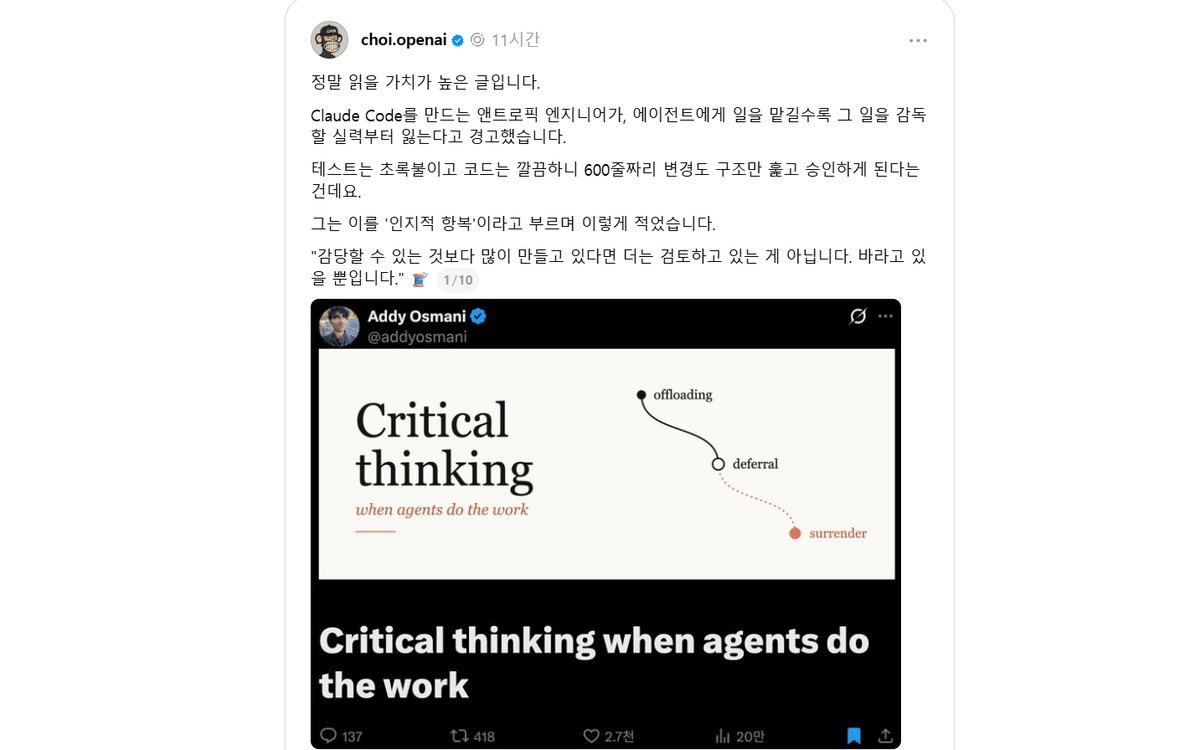 choi.openai 11시간
정말 읽을 가치가 높은 글입니다.
Claude Code를 만드는 앤트로픽 엔지니어가, 에이전트에게 일을 맡길수록 그 일을 감독
할 실력부터 잃는다고 경고했습니다.
테스트는 초록불이고 코드는 깔끔하니 600줄짜리 변경도 구조만 훑고 승인하게 된다는
건데요.
그는 이를 '인지적 항복'이라고 부르며 이렇게 적었습니다.
"감당할 수 있는 것보다 많이 만들고 있다면 더는 검토하고 있는 게 아닙니다. 바라고 있
을 뿐입니다." 1/10
Addy Osmani
@addyosmani
Critical
thinking
when agents do the work
offloading
deferral
surrender
Critical thinking when agents do
the work
137 418 2.7천 20만